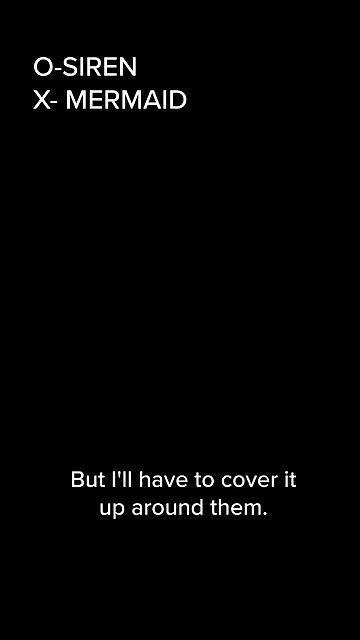 O-SIREN
X- MERMAID
But I'll have to cover it
up around them.